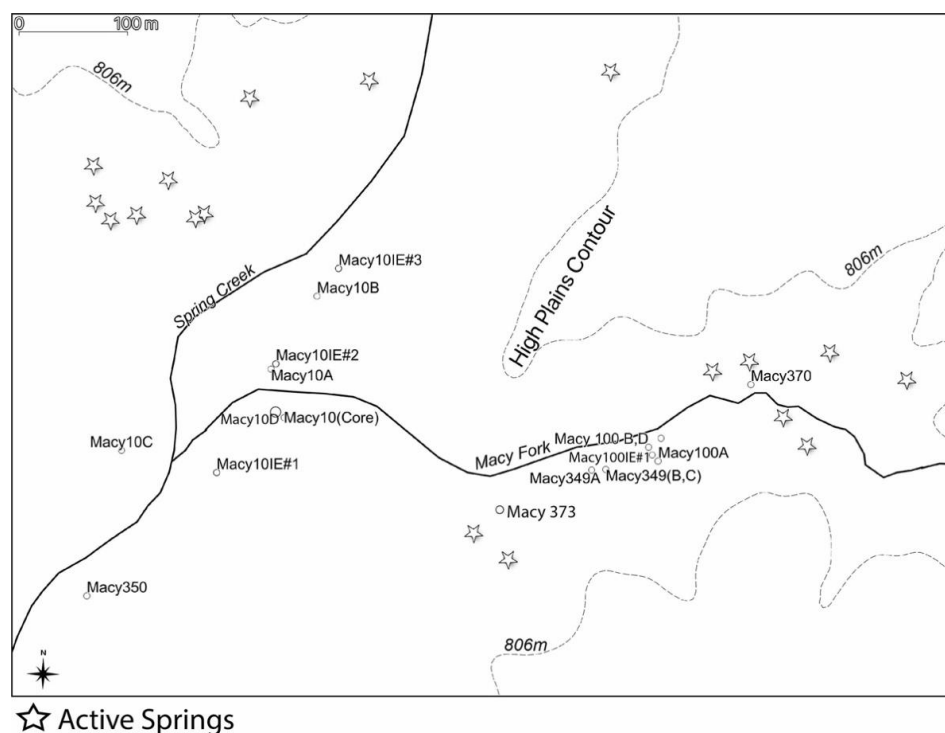 0 100 m
806m
High Plains Contour
806m
Macy10IE#3
Spring Creek
Macy10B
Macy10IE#2
Macy10A
Macy370
Macy10D
Macy10(Core)
Macy10C
Macy Fork
Macy 100-B,D
Macy100IE#1
Macy100A
Macy10IE#1
Macy349A
Macy349(B,C)
Macy 373
Macy350
806m
N
Active Springs